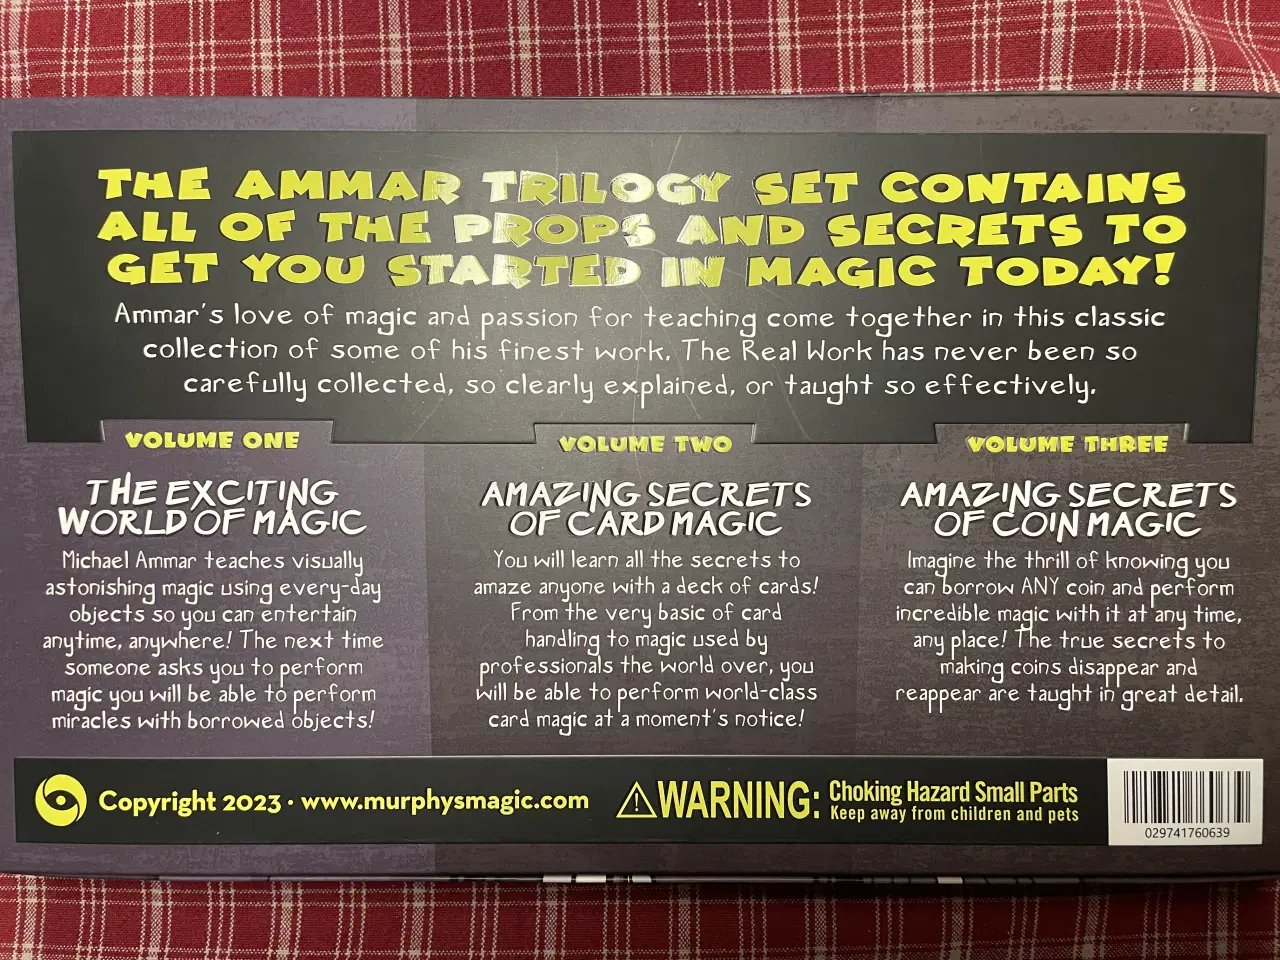 THE AMMAR TRILOGY SET CONTAINS
ALL OF THE PROPS AND SECRETS TO
GET YOU STARTED IN MAGIC TODAY!
Ammar's love of magic and passion for teaching come together in this classic
collection of some of his finest work. The Real Work has never been so
carefully collected, so clearly explained, or taught so effectively.
VOLUME ONE
THE EXCITING
WORLD OF MAGIC
Michael Ammar teaches visually
astonishing magic using every-day
objects so you can entertain
anytime, anywhere! The next time
someone asks you to perform
magic you will be able to perform
miracles with borrowed objects!
VOLUME TWO
AMAZING SECRETS
OF CARD MAGIC
You will learn all the secrets to
amaze anyone with a deck of cards!
From the very basic of card
handling to magic used by
professionals the world over, you
will be able to perform world-class
card magic at a moment's notice!
VOLUME THREE
AMAZING SECRETS
OF COIN MAGIC
Imagine the thrill of knowing you
can borrow ANY coin and perform
incredible magic with it at any time,
any place! The true secrets to
making coins disappear and
reappear are taught in great detail.
Copyright 2023 · www.murphysmagic.com
WARNING: Choking Hazard Small Parts
Keep away from children and pets
029741760639